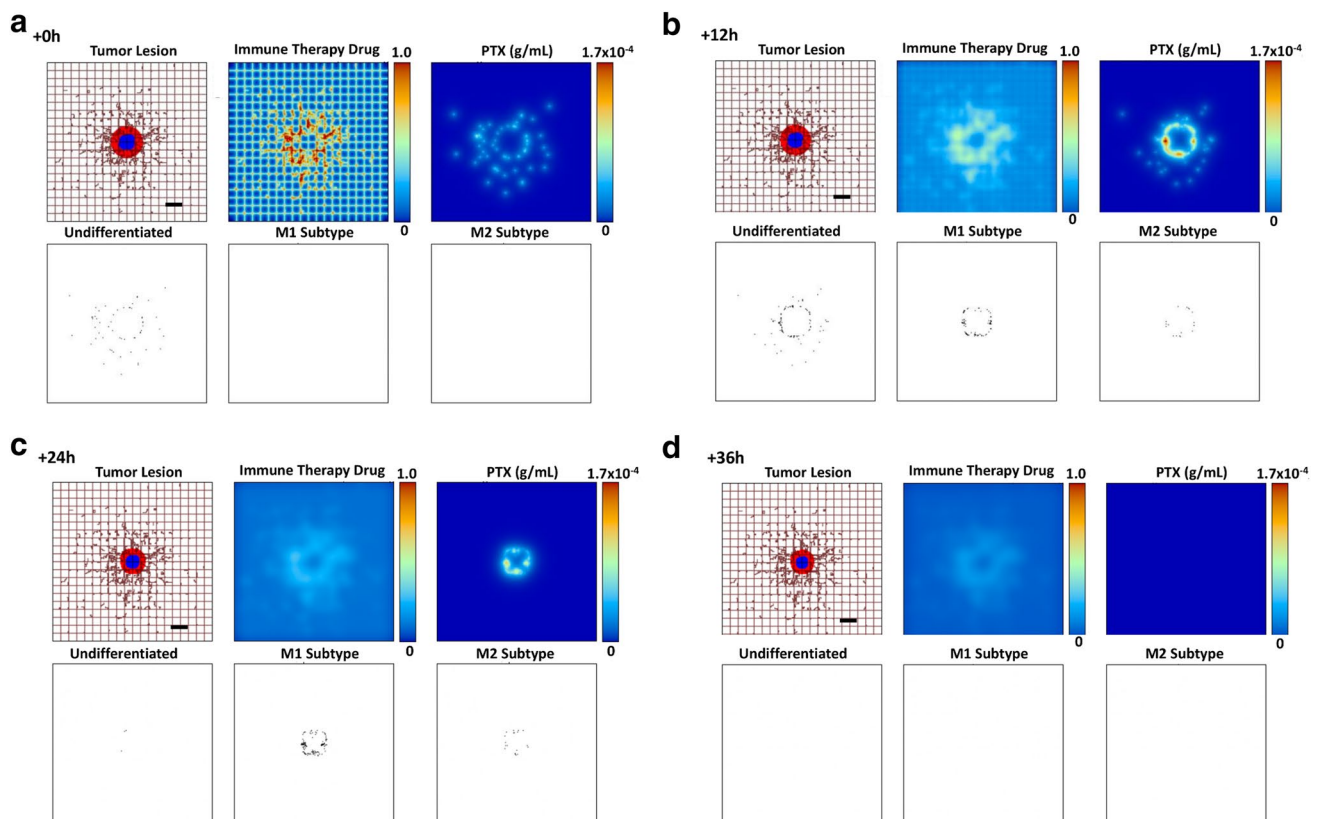 a
+0h
Tumor Lesion
Immune Therapy Drug
1.0
PTX (g/mL)
1.7x10⁻⁴
0
0
Undifferentiated
M1 Subtype
M2 Subtype
b
+12h
Tumor Lesion
Immune Therapy Drug
1.0
PTX (g/mL)
1.7x10⁻⁴
0
0
Undifferentiated
M1 Subtype
M2 Subtype
c
+24h
Tumor Lesion
Immune Therapy Drug
1.0
PTX (g/mL)
1.7x10⁻⁴
0
0
Undifferentiated
M1 Subtype
M2 Subtype
d
+36h
Tumor Lesion
Immune Therapy Drug
1.0
PTX (g/mL)
1.7x10⁻⁴
0
0
Undifferentiated
M1 Subtype
M2 Subtype